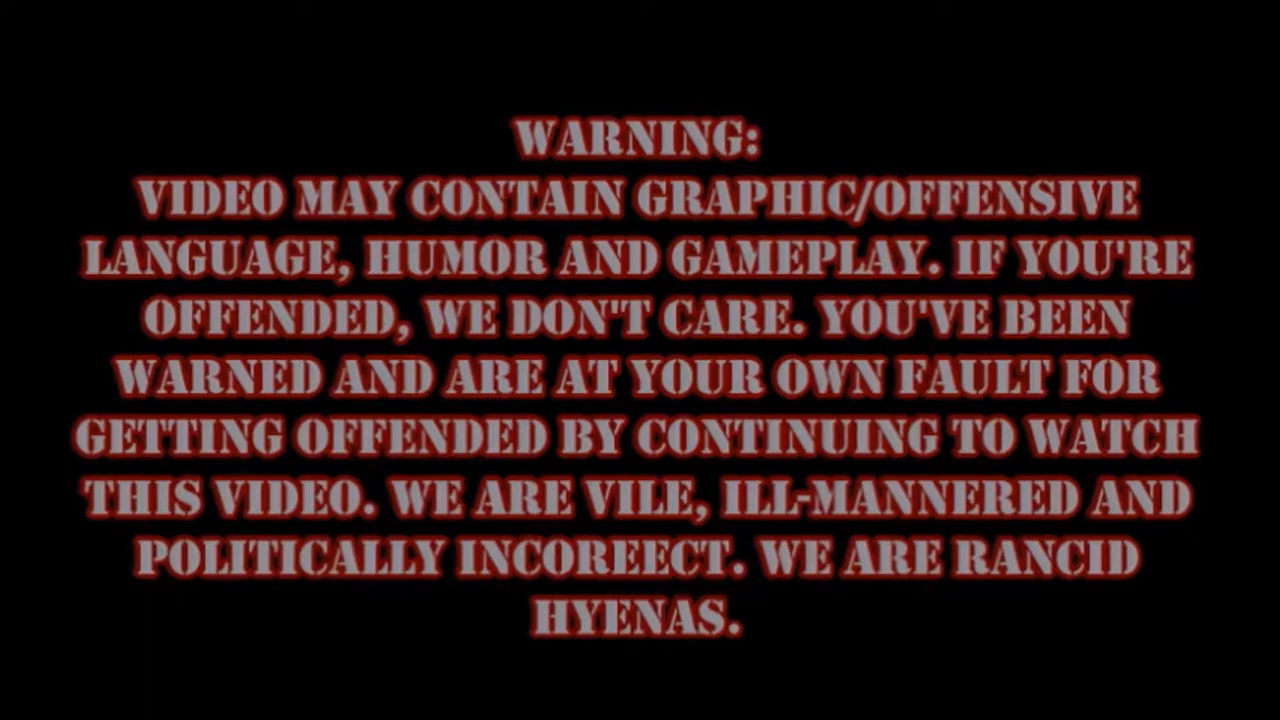 WARNING:
VIDEO MAY CONTAIN GRAPHIC/OFFENSIVE
LANGUAGE, HUMOR AND GAMEPLAY. IF YOU'RE
OFFENDED, WE DON'T CARE. YOU'VE BEEN
WARNED AND ARE AT YOUR OWN FAULT FOR
GETTING OFFENDED BY CONTINUING TO WATCH
THIS VIDEO. WE ARE VILE, ILL-MANNERED AND
POLITICALLY INCOREECT. WE ARE RANCID
HYENAS.